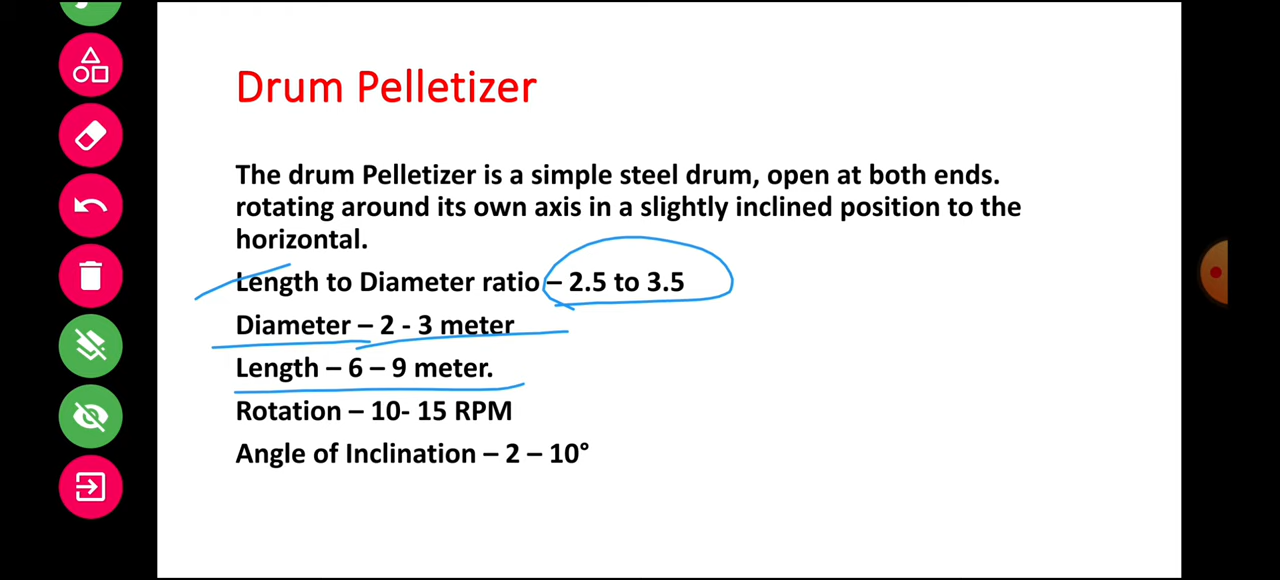 Drum Pelletizer
The drum Pelletizer is a simple steel drum, open at both ends.
rotating around its own axis in a slightly inclined position to the
horizontal.
Length to Diameter ratio – 2.5 to 3.5
Diameter – 2 - 3 meter
Length – 6 – 9 meter.
Rotation – 10- 15 RPM
Angle of Inclination – 2 – 10°